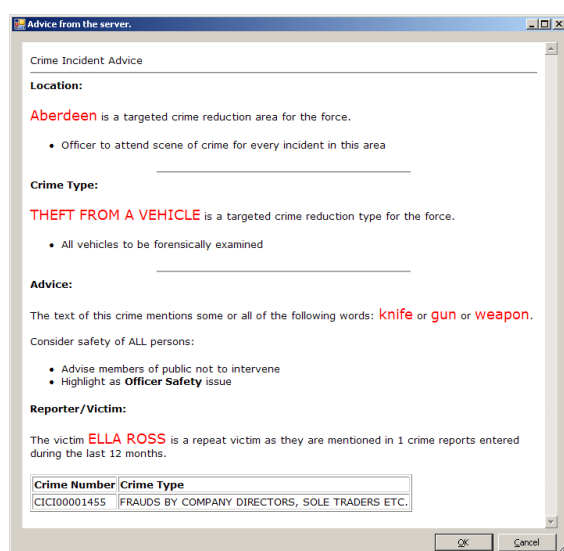 Advice from the server.
Crime Incident Advice
Location:
Aberdeen is a targeted crime reduction area for the force.
• Officer to attend scene of crime for every incident in this area
Crime Type:
THEFT FROM A VEHICLE is a targeted crime reduction type for the force.
• All vehicles to be forensically examined
Advice:
The text of this crime mentions some or all of the following words: knife or gun or weapon.
Consider safety of ALL persons:
• Advise members of public not to intervene
• Highlight as Officer Safety issue
Reporter/Victim:
The victim ELLA ROSS is a repeat victim as they are mentioned in 1 crime reports entered
during the last 12 months.
Crime Number Crime Type
CICI00001455 FRAUDS BY COMPANY DIRECTORS, SOLE TRADERS ETC.
OK Cancel